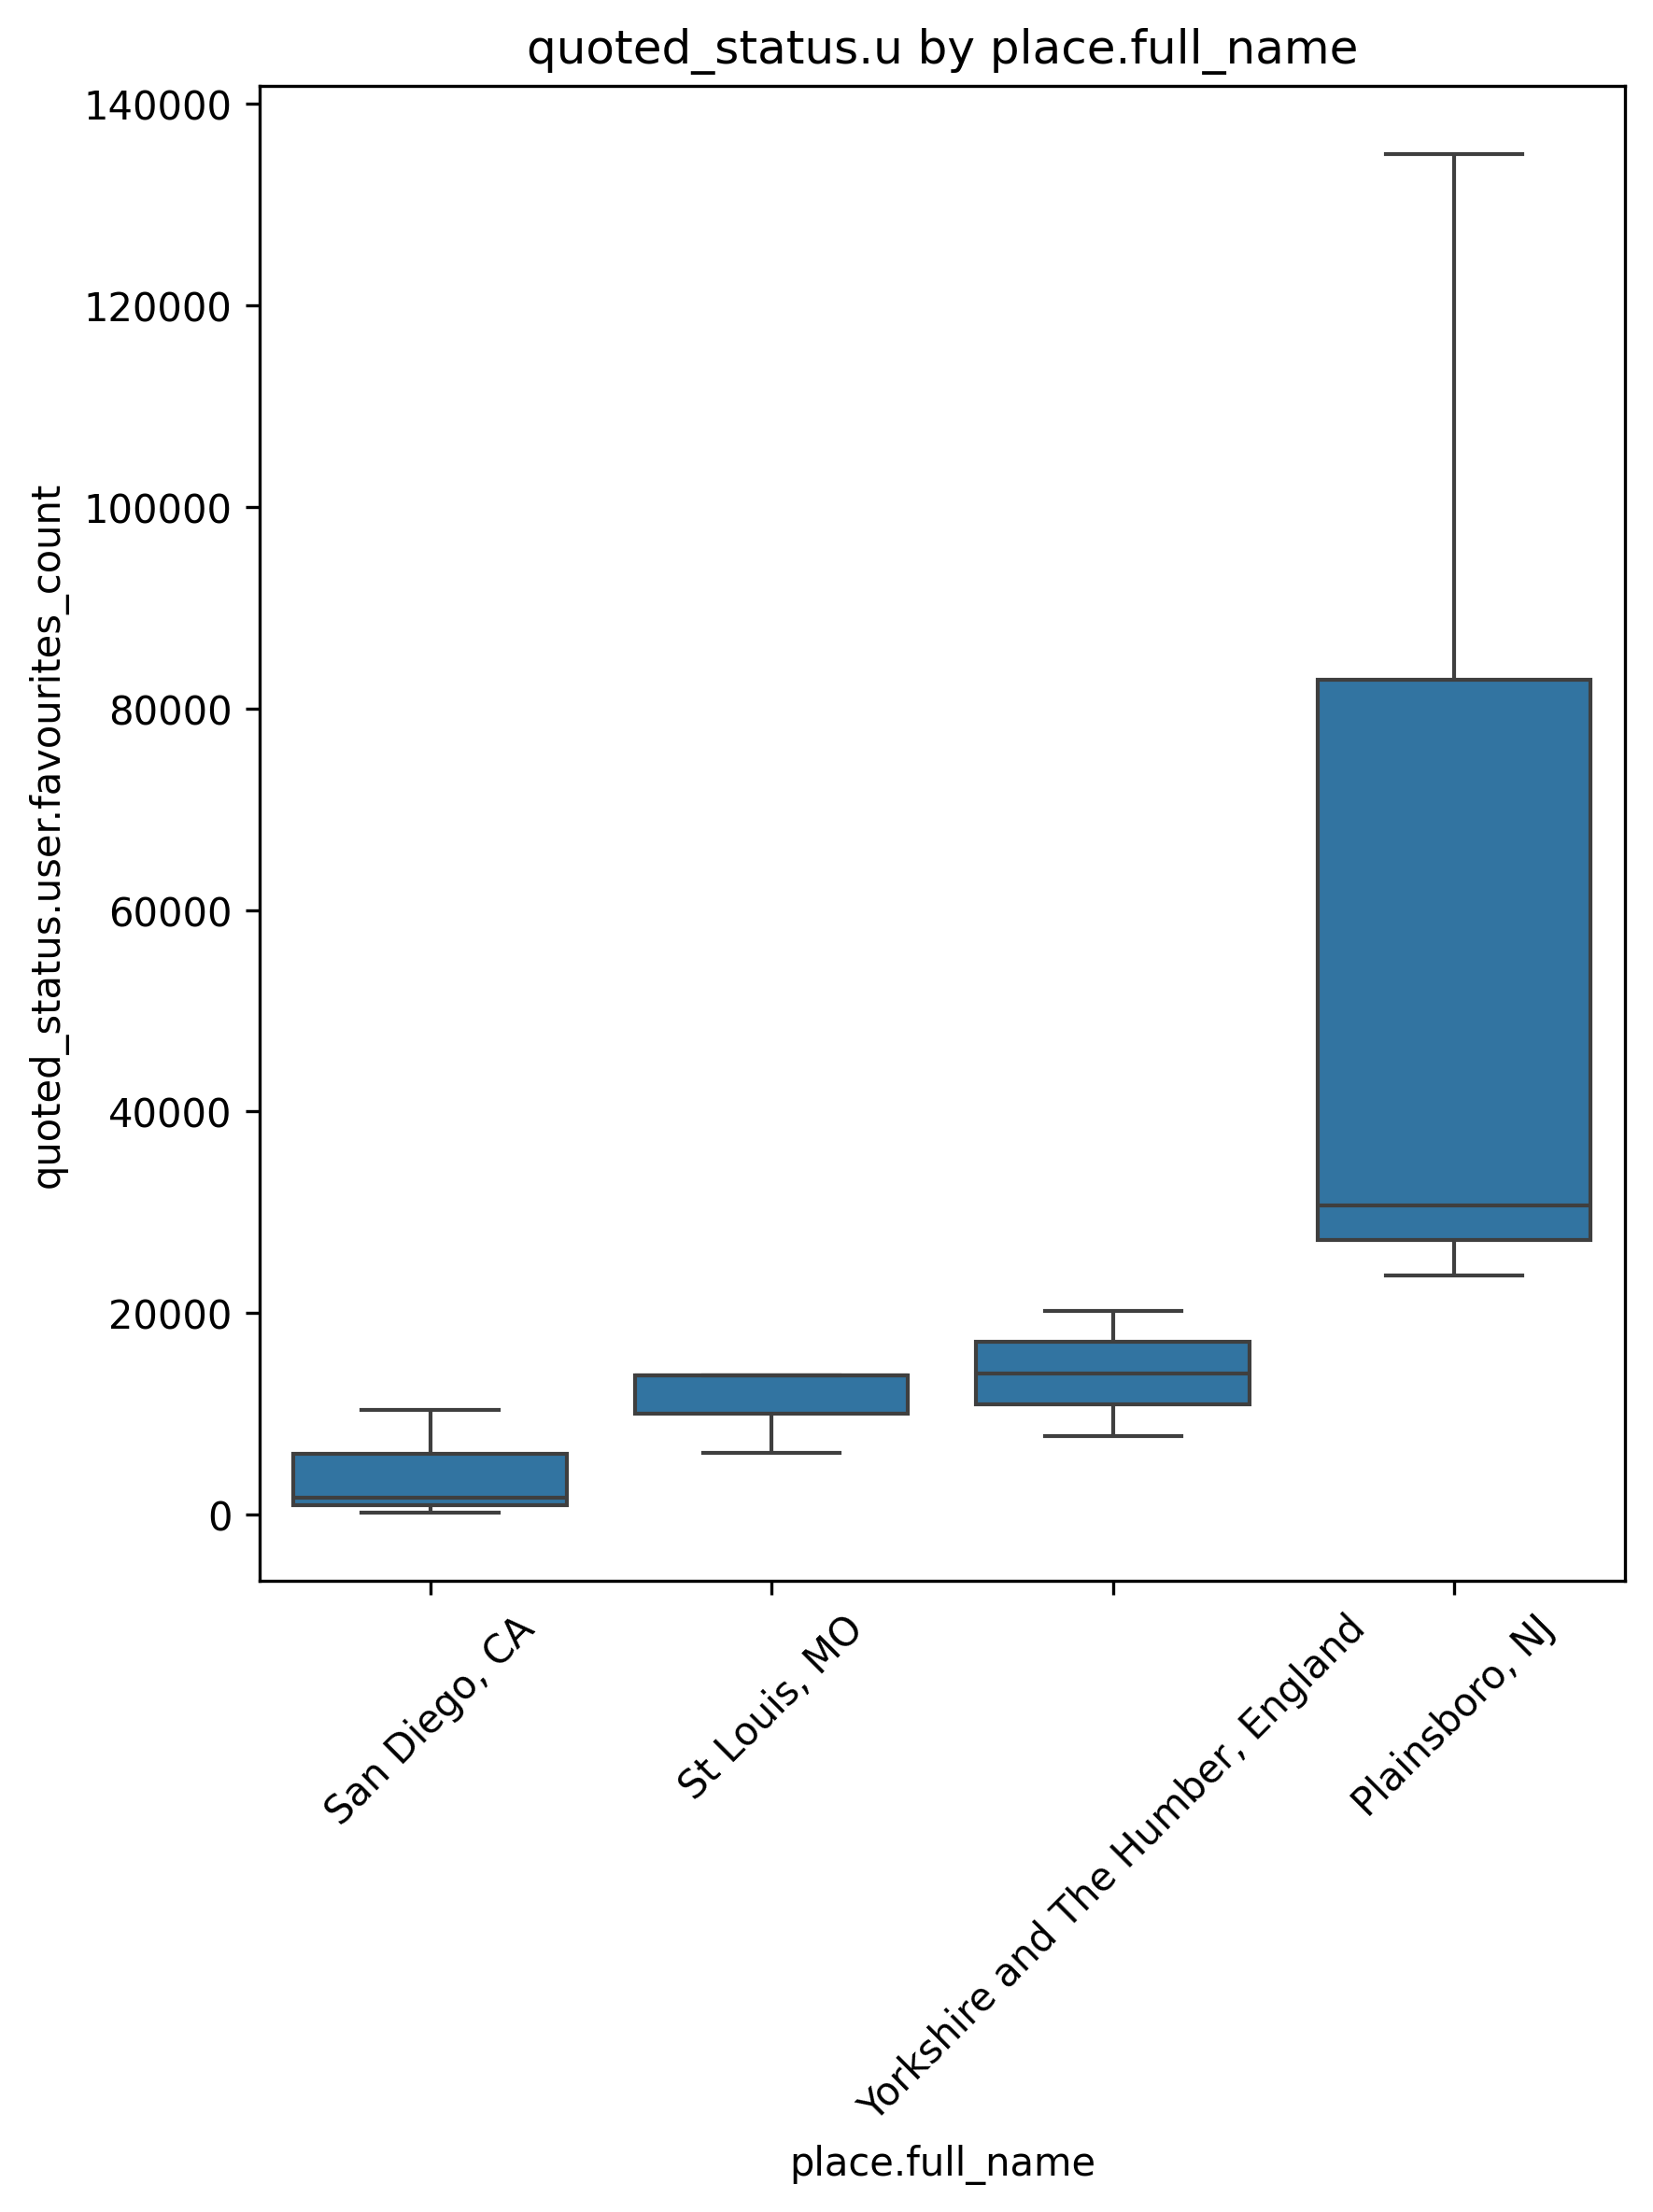 quoted_status.u by place.full_name
quoted_status.user.favourites_count
140000
120000
100000
80000
60000
40000
20000
0
San Diego, CA
St Louis, MO
Yorkshire and The Humber, England
Plainsboro, NJ
place.full_name